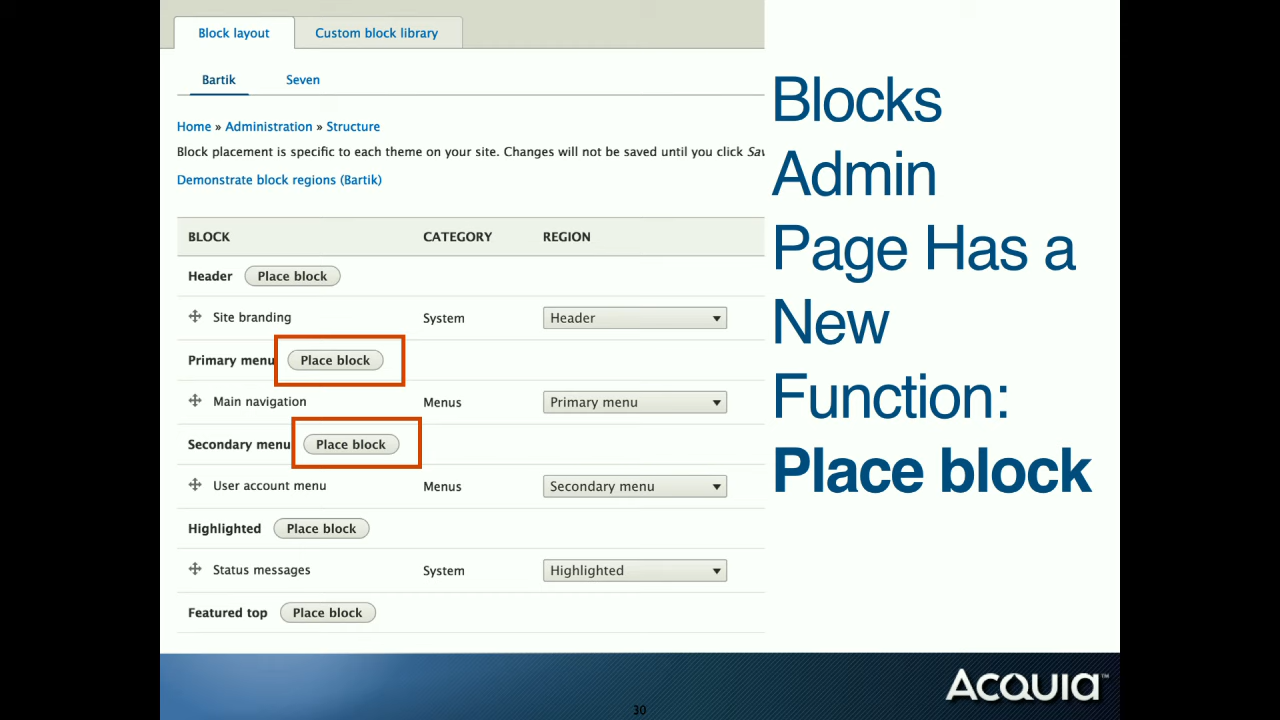 Block layout Custom block library
Bartik Seven
Home » Administration » Structure
Block placement is specific to each theme on your site. Changes will not be saved until you click Sav
Demonstrate block regions (Bartik)
BLOCK CATEGORY REGION
Header Place block
Site branding System Header
Primary menu Place block
Main navigation Menus Primary menu
Secondary menu Place block
User account menu Menus Secondary menu
Highlighted Place block
Status messages System Highlighted
Featured top Place block
Blocks
Admin
Page Has a
New
Function:
Place block
ACQUIA™
30